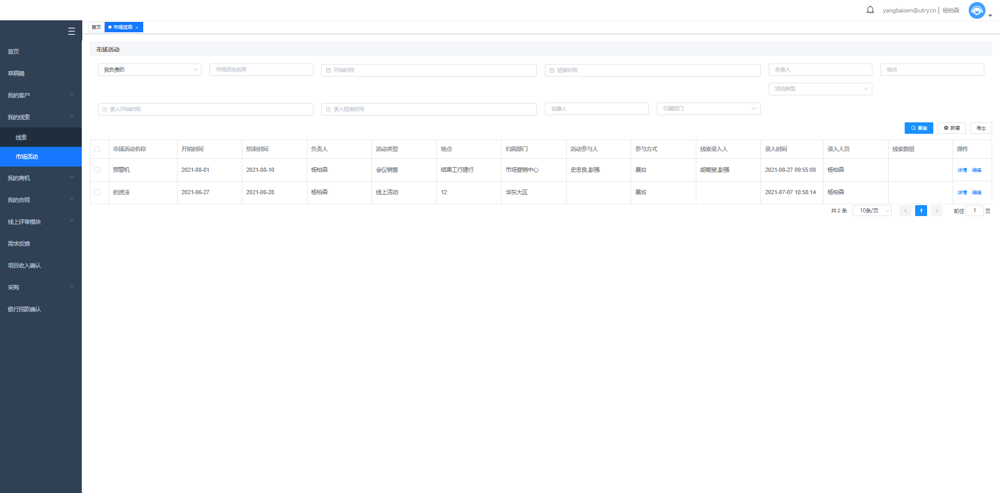 yangbaisen@utry.cn | 杨柏森
首页 市场活动 ×
首页
草稿箱
我的客户
我的线索
线索
市场活动
我的商机
我的合同
线上评审模块
需求反馈
项目收入确认
采购
银行回款确认
市场活动
我负责的 市场活动名称 开始时间 结束时间 负责人 地点
活动类型
录入开始时间 录入结束时间 创建人 归属部门
查询 新建 导出
市场活动名称 开始时间 结束时间 负责人 活动类型 地点 归属部门 活动参与人 参与方式 线索录入人 录入时间 录入人员 线索数量 操作
预警机 2021-08-01 2021-08-10 杨柏森 会议销售 结果工行建行 市场营销中心 史忠良,彭强 展台 胡菊斐,彭强 2021-08-27 09:55:08 杨柏森 详情 编辑
的说法 2021-06-27 2021-06-28 杨柏森 线上活动 12 华东大区 展台 2021-07-07 10:58:14 杨柏森 详情 编辑
共 2 条 10条/页 1 前往 1 页